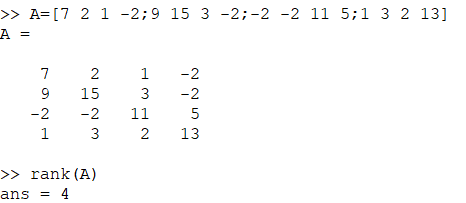 >> A=[7 2 1 -2;9 15 3 -2;-2 -2 11 5;1 3 2 13]
A =
7 2 1 -2
9 15 3 -2
-2 -2 11 5
1 3 2 13
>> rank(A)
ans = 4